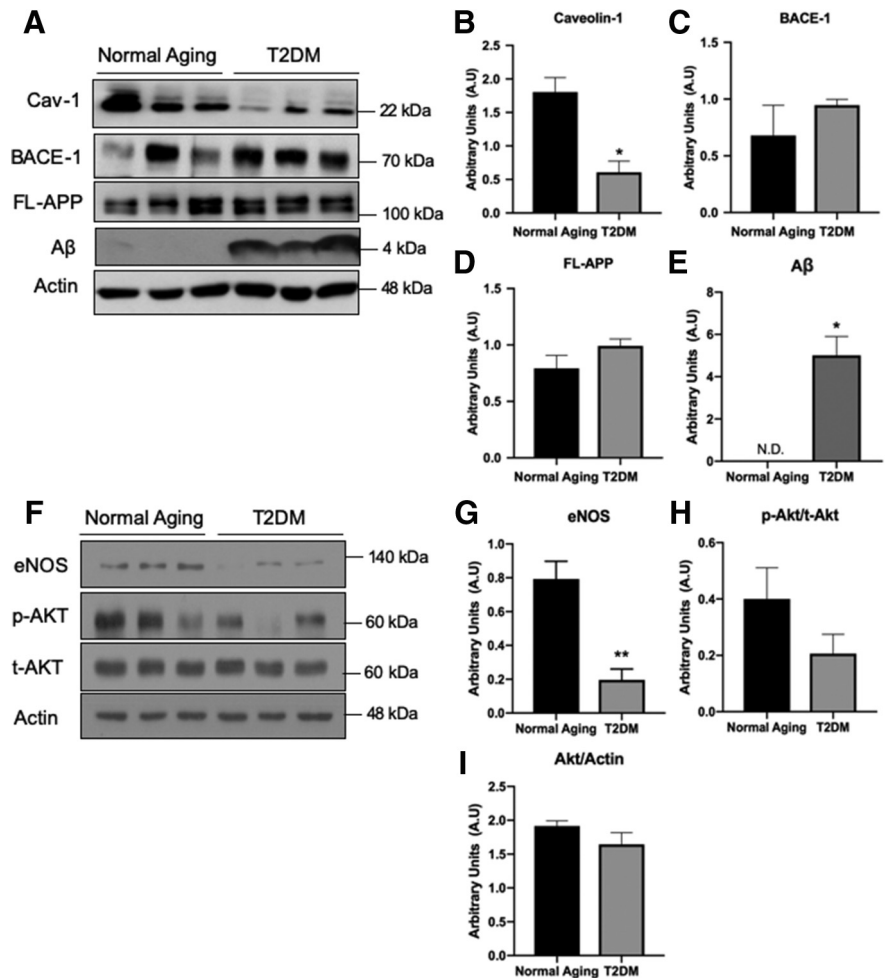 A
Normal Aging T2DM
Cav-1
22 kDa
BACE-1
70 kDa
FL-APP
100 kDa
Aβ
4 kDa
Actin
48 kDa
B
Caveolin-1
Arbitrary Units (A.U)
2.5
2.0
1.5
1.0
0.5
0.0
*
Normal Aging T2DM
C
BACE-1
Arbitrary Units (A.U)
1.5
1.0
0.5
0.0
Normal Aging T2DM
D
FL-APP
Arbitrary Units (A.U)
1.5
1.0
0.5
0.0
Normal Aging T2DM
E
Aβ
Arbitrary Units (A.U)
8
6
4
2
0
N.D.
*
Normal Aging T2DM
F
Normal Aging T2DM
eNOS
140 kDa
p-AKT
60 kDa
t-AKT
60 kDa
Actin
48 kDa
G
eNOS
Arbitrary Units (A.U)
1.0
0.8
0.6
0.4
0.2
0.0
**
Normal Aging T2DM
H
p-Akt/t-Akt
Arbitrary Units (A.U)
0.6
0.4
0.2
0.0
Normal Aging T2DM
I
Akt/Actin
Arbitrary Units (A.U)
2.5
2.0
1.5
1.0
0.5
0.0
Normal Aging T2DM